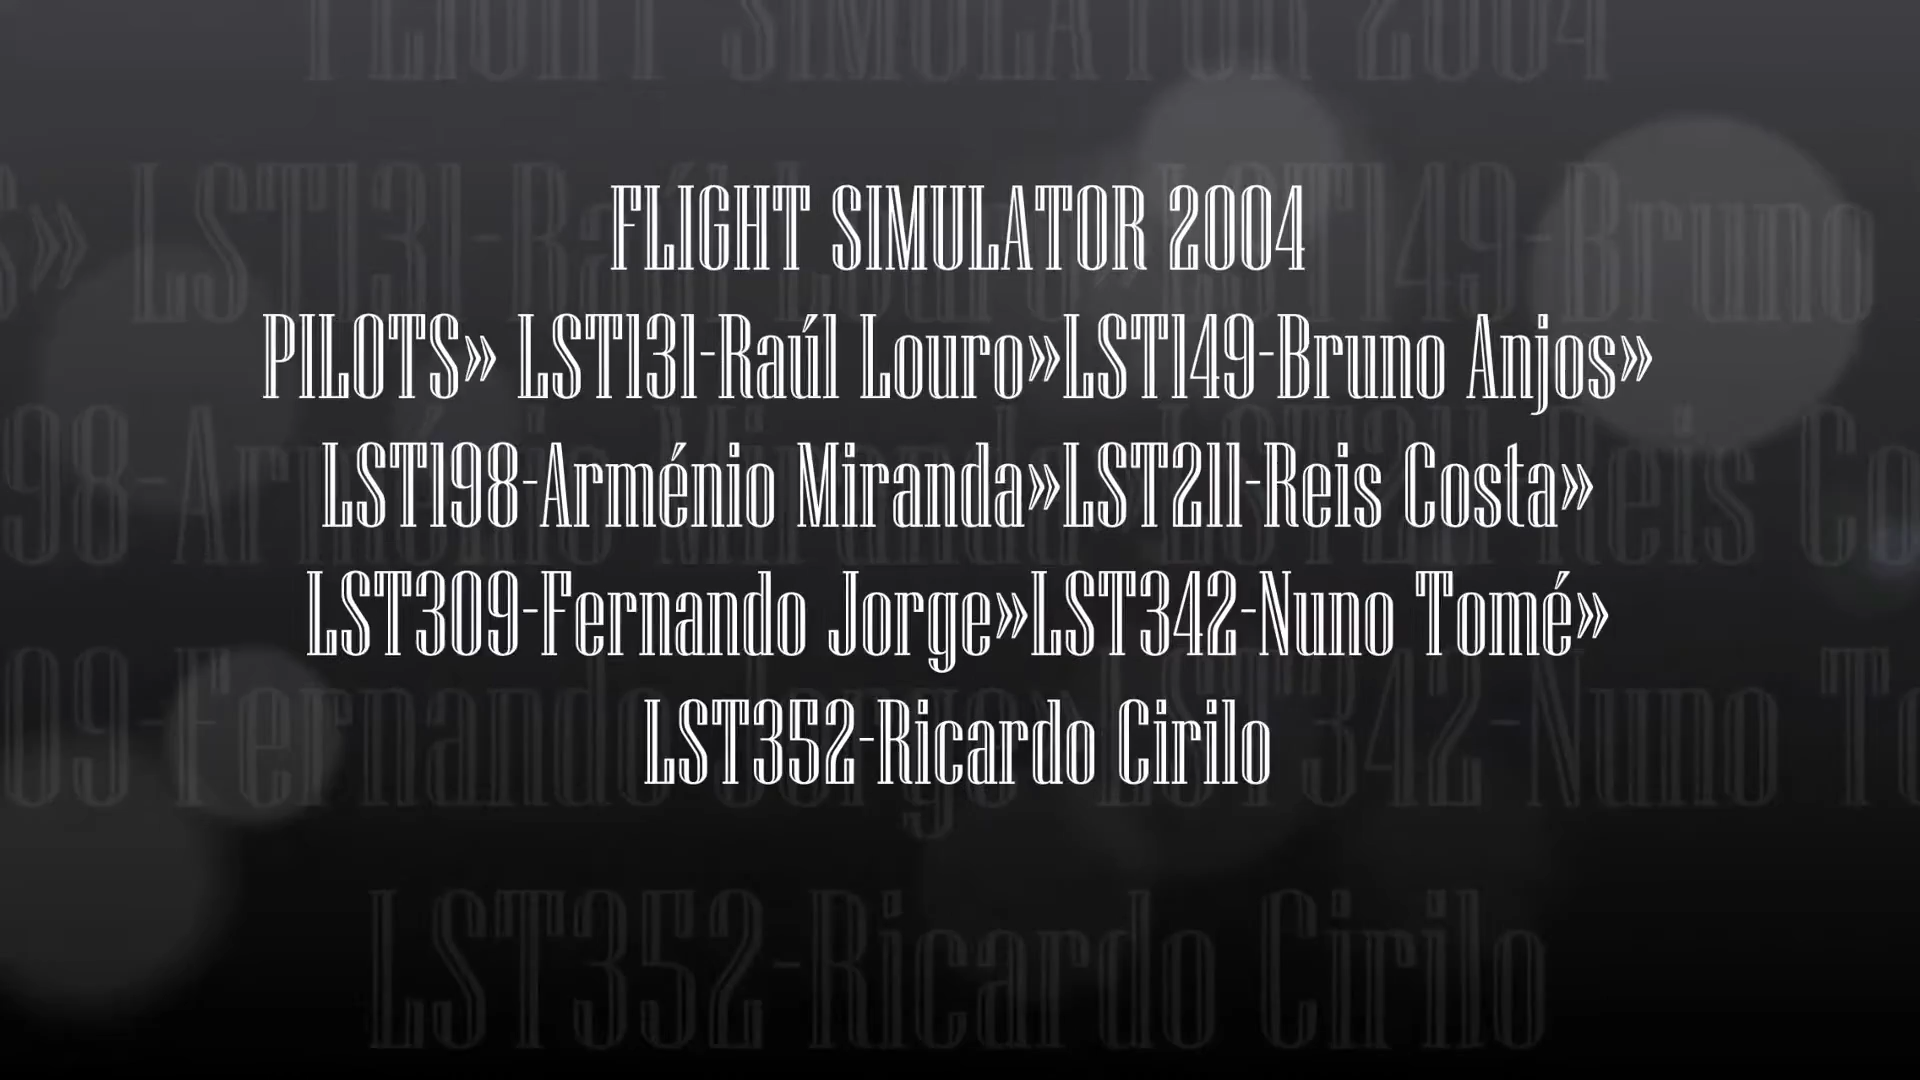 FLIGHT SIMULATOR 2004
PILOTS» LST131-Raúl Louro»LST149-Bruno Anjos»
LST198-Arménio Miranda»LST211-Reis Costa»
LST309-Fernando Jorge»LST342-Nuno Tomé»
LST352-Ricardo Cirilo